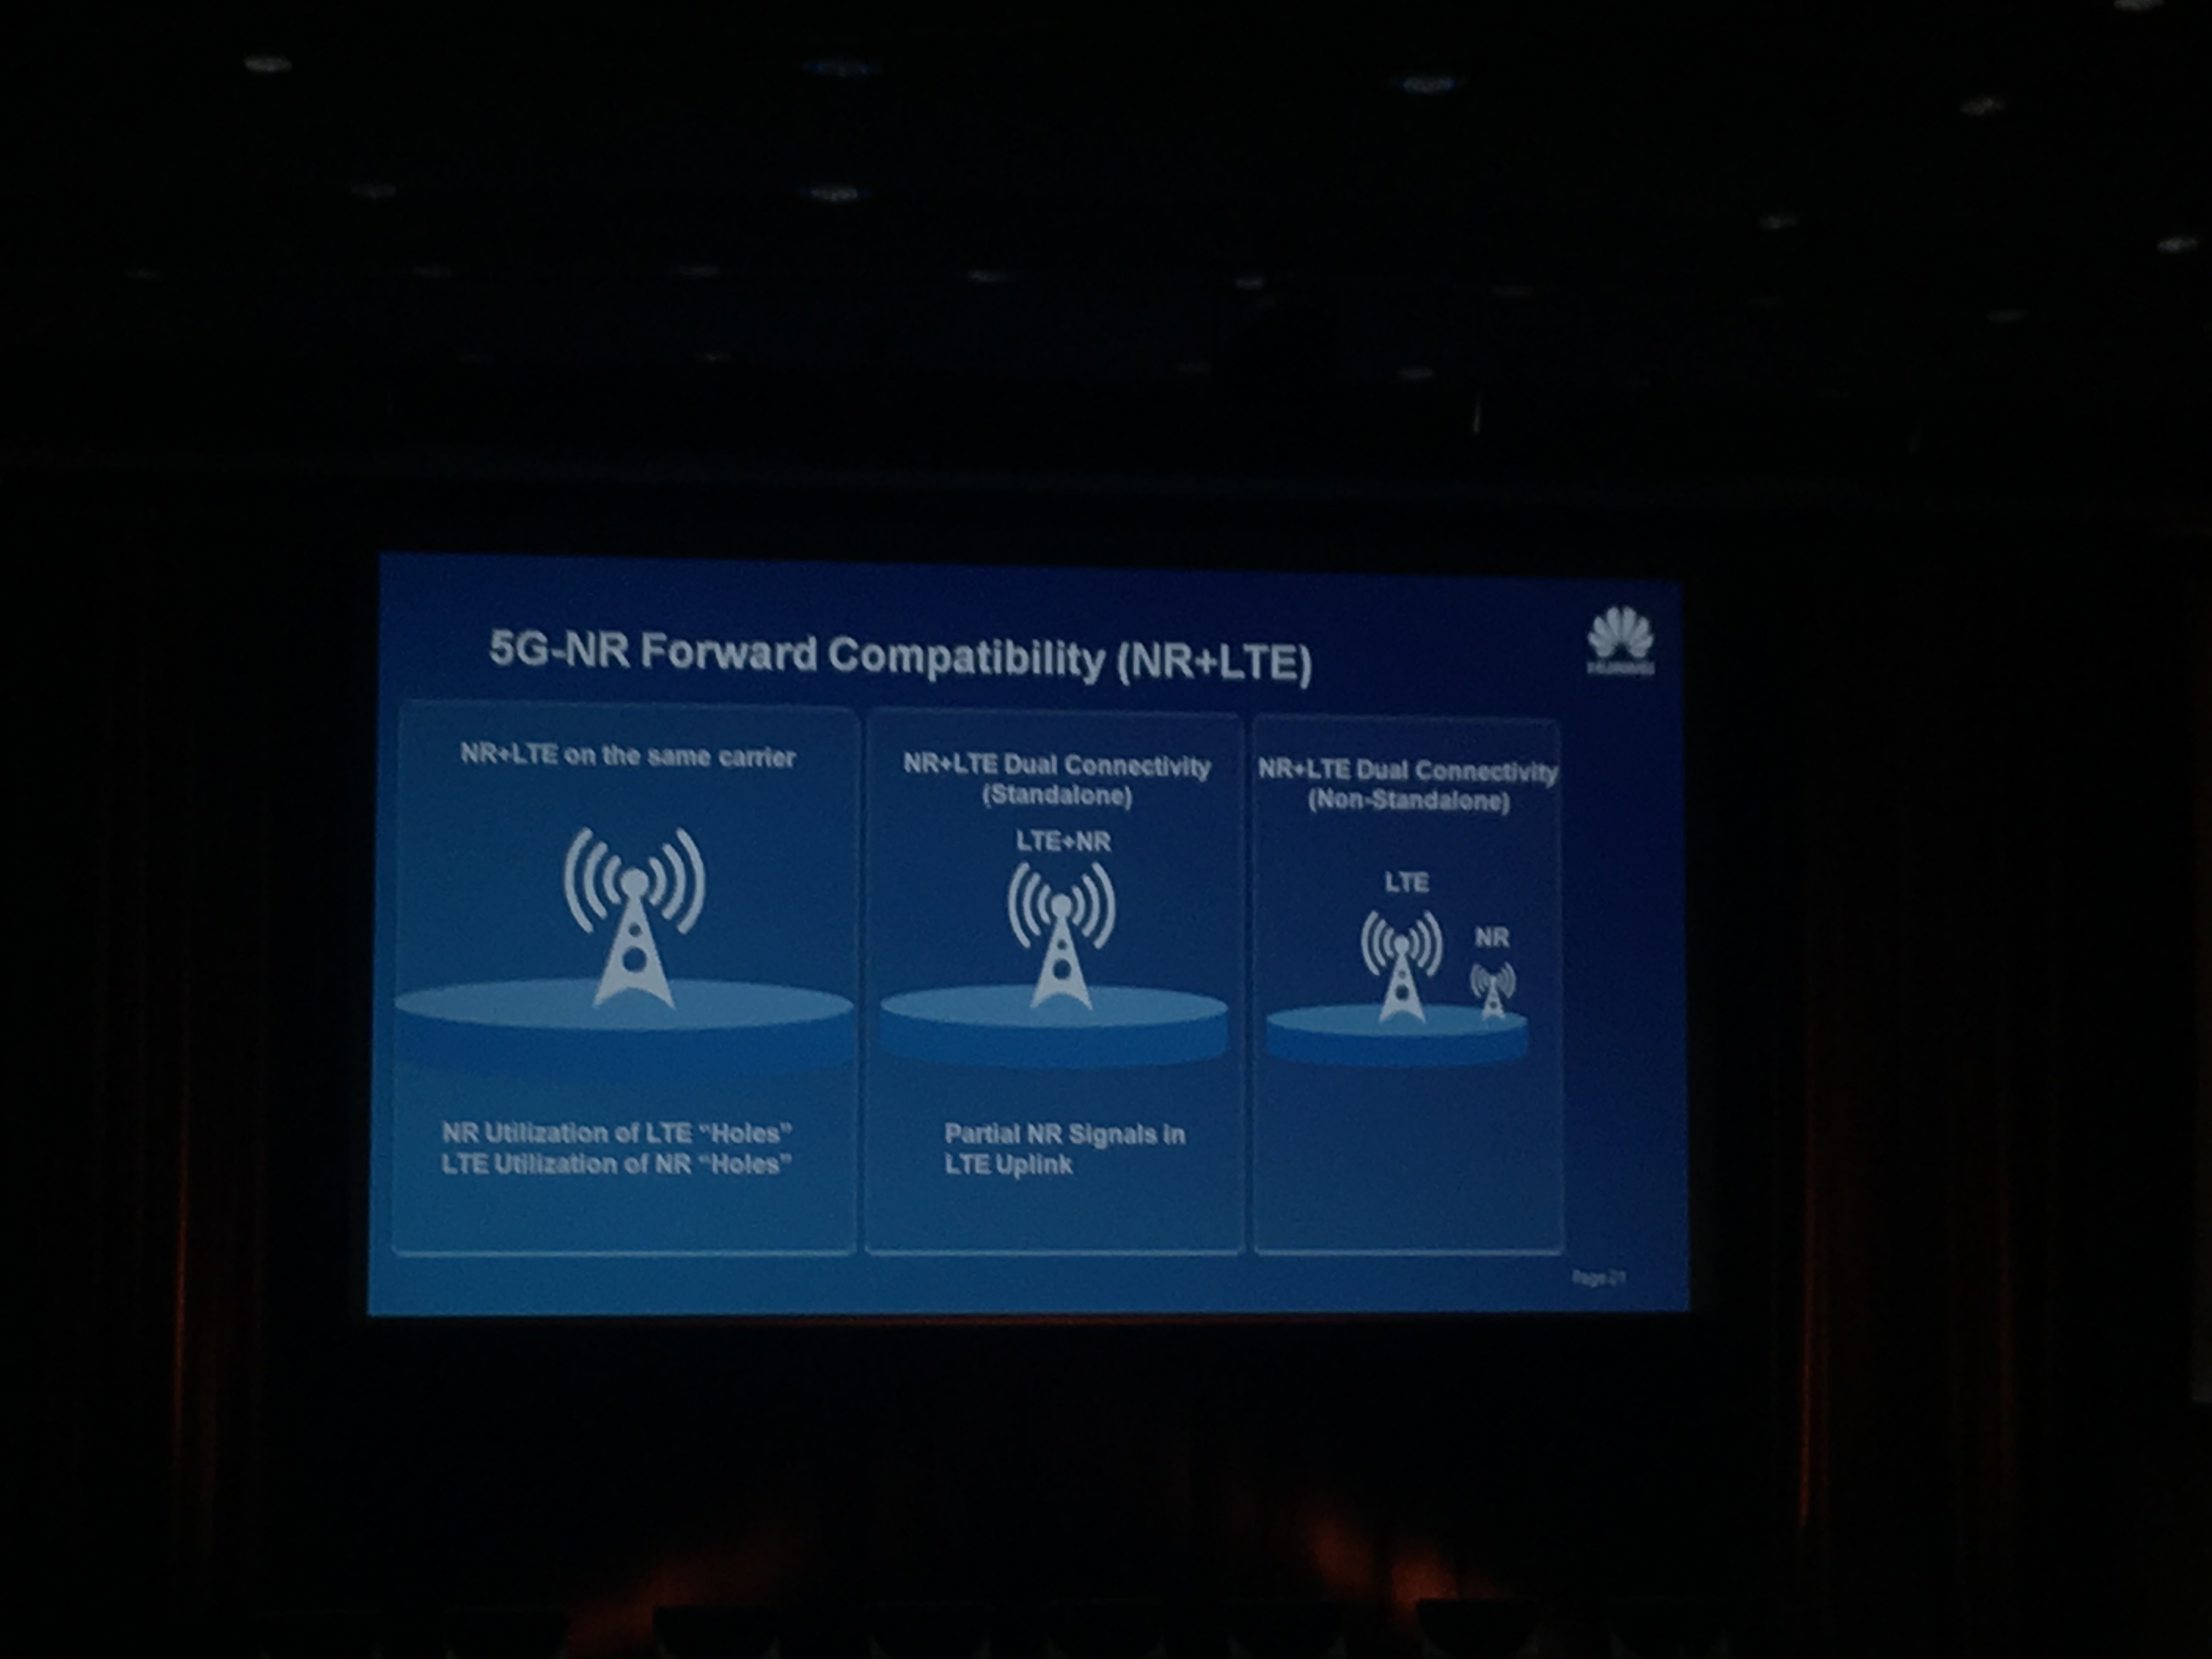 5G-NR Forward Compatibility (NR+LTE)
HUAWEI
NR+LTE on the same carrier
NR Utilization of LTE “Holes”
LTE Utilization of NR “Holes”
NR+LTE Dual Connectivity
(Standalone)
LTE+NR
Partial NR Signals in
LTE Uplink
NR+LTE Dual Connectivity
(Non-Standalone)
LTE
NR
Page